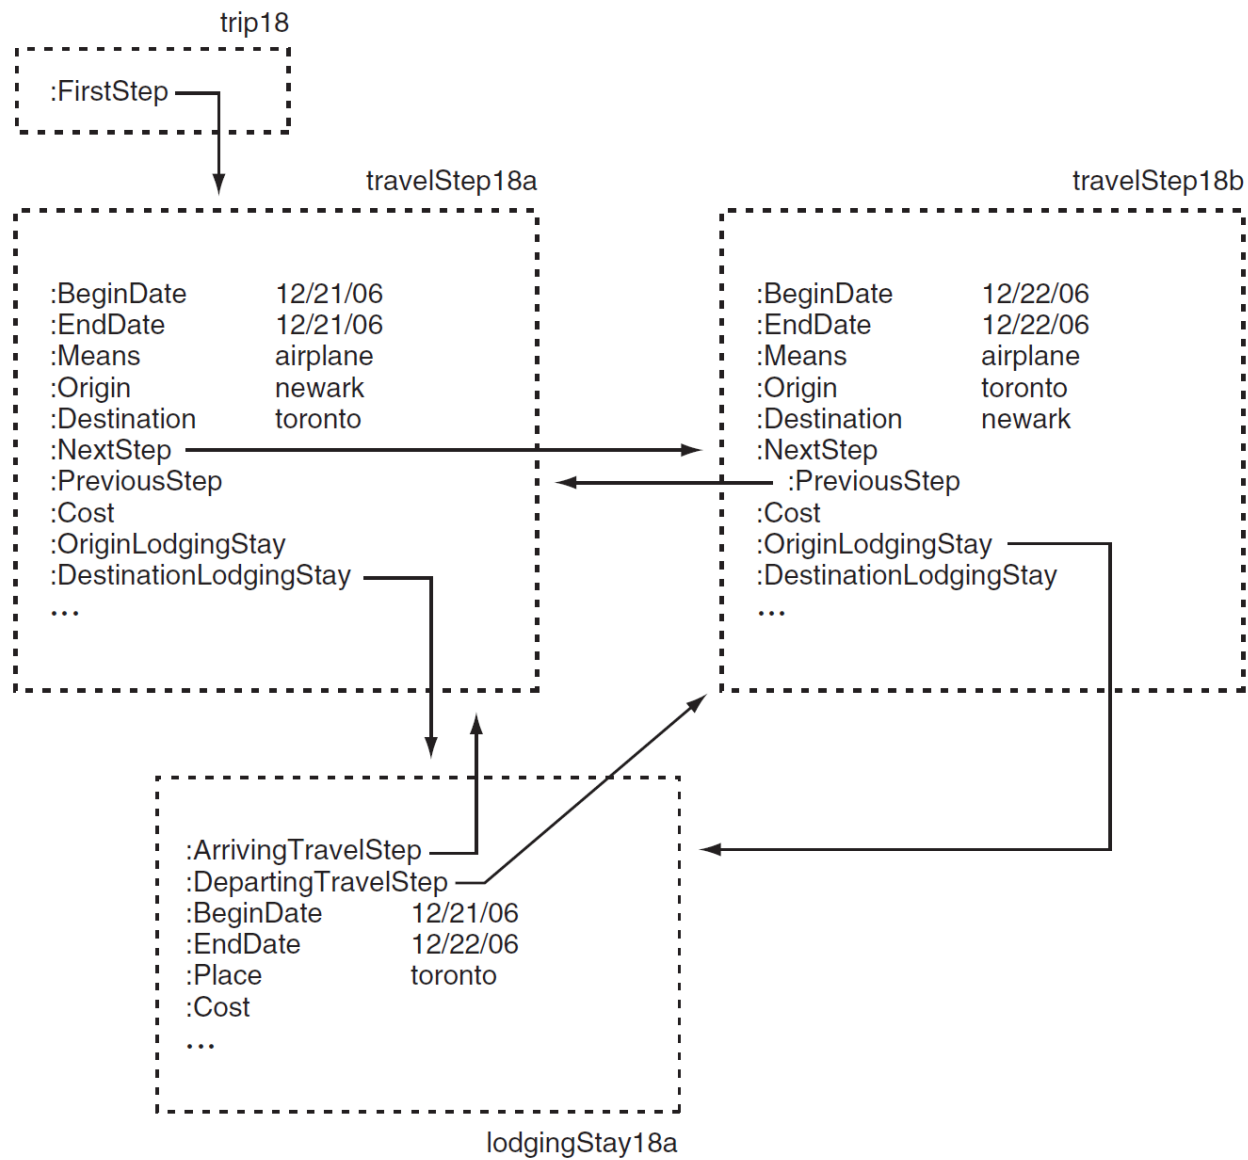 trip18
:FirstStep
travelStep18a
:BeginDate 12/21/06
:EndDate 12/21/06
:Means airplane
:Origin newark
:Destination toronto
:NextStep
:PreviousStep
:Cost
:OriginLodgingStay
:DestinationLodgingStay
...
travelStep18b
:BeginDate 12/22/06
:EndDate 12/22/06
:Means airplane
:Origin toronto
:Destination newark
:NextStep
:PreviousStep
:Cost
:OriginLodgingStay
:DestinationLodgingStay
...
:ArrivingTravelStep
:DepartingTravelStep
:BeginDate 12/21/06
:EndDate 12/22/06
:Place toronto
:Cost
...
lodgingStay18a